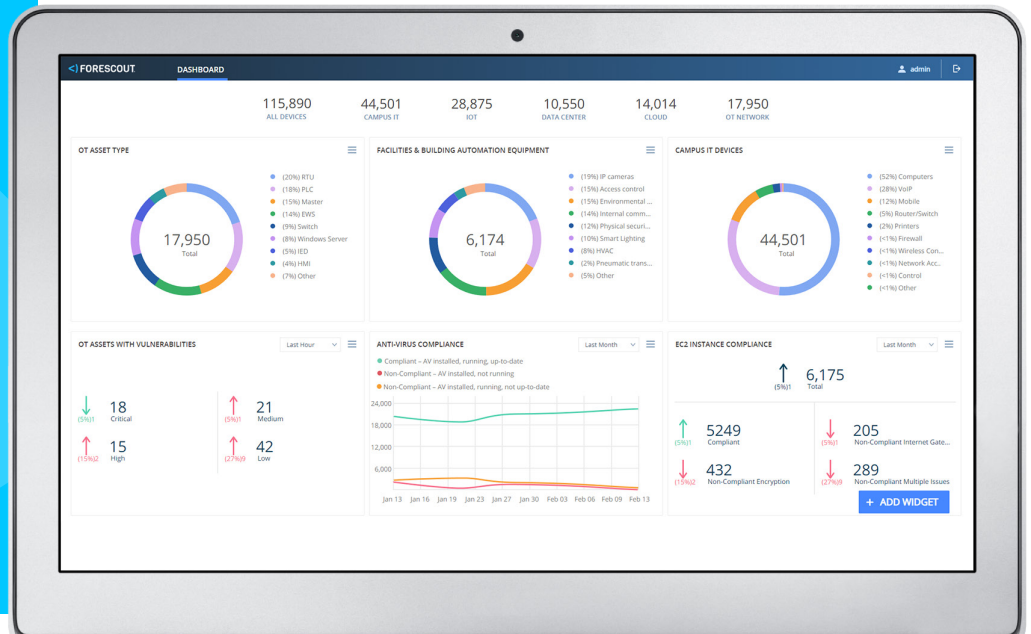 <) FORESCOUT DASHBOARD admin
115,890 44,501 28,875 10,550 14,014 17,950
ALL DEVICES CAMPUS IT IOT DATA CENTER CLOUD OT NETWORK
OT ASSET TYPE
17,950
Total
(20%) RTU
(18%) PLC
(15%) Master
(14%) EWS
(9%) Switch
(8%) Windows Server
(5%) IED
(4%) HMI
(7%) Other
FACILITIES & BUILDING AUTOMATION EQUIPMENT
6,174
Total
(19%) IP cameras
(15%) Access control
(15%) Environmental ...
(14%) Internal comm...
(12%) Physical securi...
(10%) Smart Lighting
(8%) HVAC
(2%) Pneumatic trans...
(5%) Other
CAMPUS IT DEVICES
44,501
Total
(52%) Computers
(28%) VoIP
(12%) Mobile
(5%) Router/Switch
(2%) Printers
(<1%) Firewall
(<1%) Wireless Con...
(<1%) Network Acc..
(<1%) Control
(<1%) Other
OT ASSETS WITH VULNERABILITIES Last Hour
(5%)1 18
Critical
(5%)1 21
Medium
(15%)2 15
High
(27%)9 42
Low
ANTI-VIRUS COMPLIANCE Last Month
Compliant – AV installed, running, up-to-date
Non-Compliant – AV installed, not running
Non-Compliant – AV installed, running, not up-to-date
24,000
18,000
12,000
6,000
Jan 13 Jan 16 Jan 19 Jan 23 Jan 27 Jan 30 Feb 03 Feb 06 Feb 09 Feb 13
EC2 INSTANCE COMPLIANCE Last Month
(5%)1 6,175
Total
(5%)1 5249
Compliant
(5%)1 205
Non-Compliant Internet Gate...
(15%)2 432
Non-Compliant Encryption
(27%)9 289
Non-Compliant Multiple Issues
+ ADD WIDGET